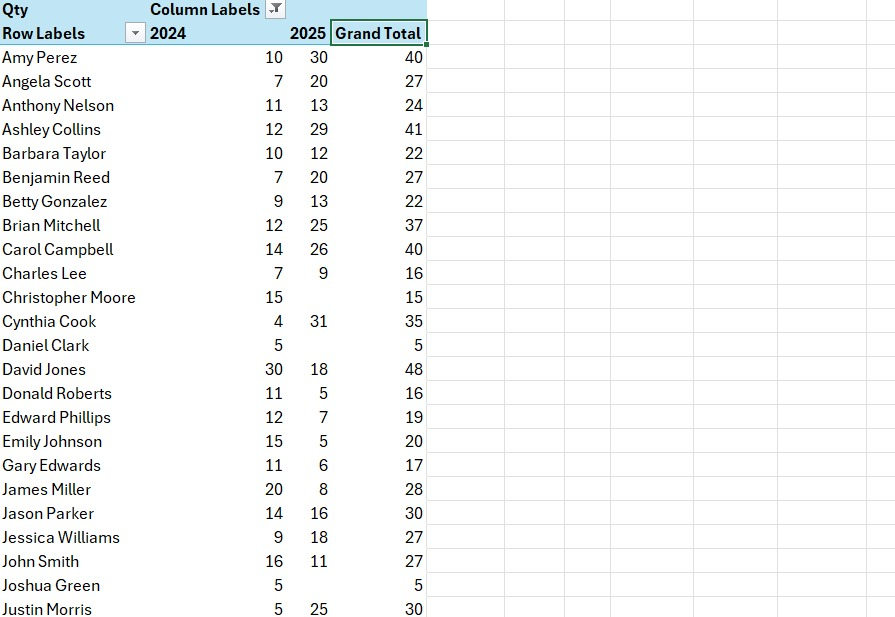 Qty Column Labels
Row Labels 2024 2025 Grand Total
Amy Perez 10 30 40
Angela Scott 7 20 27
Anthony Nelson 11 13 24
Ashley Collins 12 29 41
Barbara Taylor 10 12 22
Benjamin Reed 7 20 27
Betty Gonzalez 9 13 22
Brian Mitchell 12 25 37
Carol Campbell 14 26 40
Charles Lee 7 9 16
Christopher Moore 15 15
Cynthia Cook 4 31 35
Daniel Clark 5 5
David Jones 30 18 48
Donald Roberts 11 5 16
Edward Phillips 12 7 19
Emily Johnson 15 5 20
Gary Edwards 11 6 17
James Miller 20 8 28
Jason Parker 14 16 30
Jessica Williams 9 18 27
John Smith 16 11 27
Joshua Green 5 5
Justin Morris 5 25 30